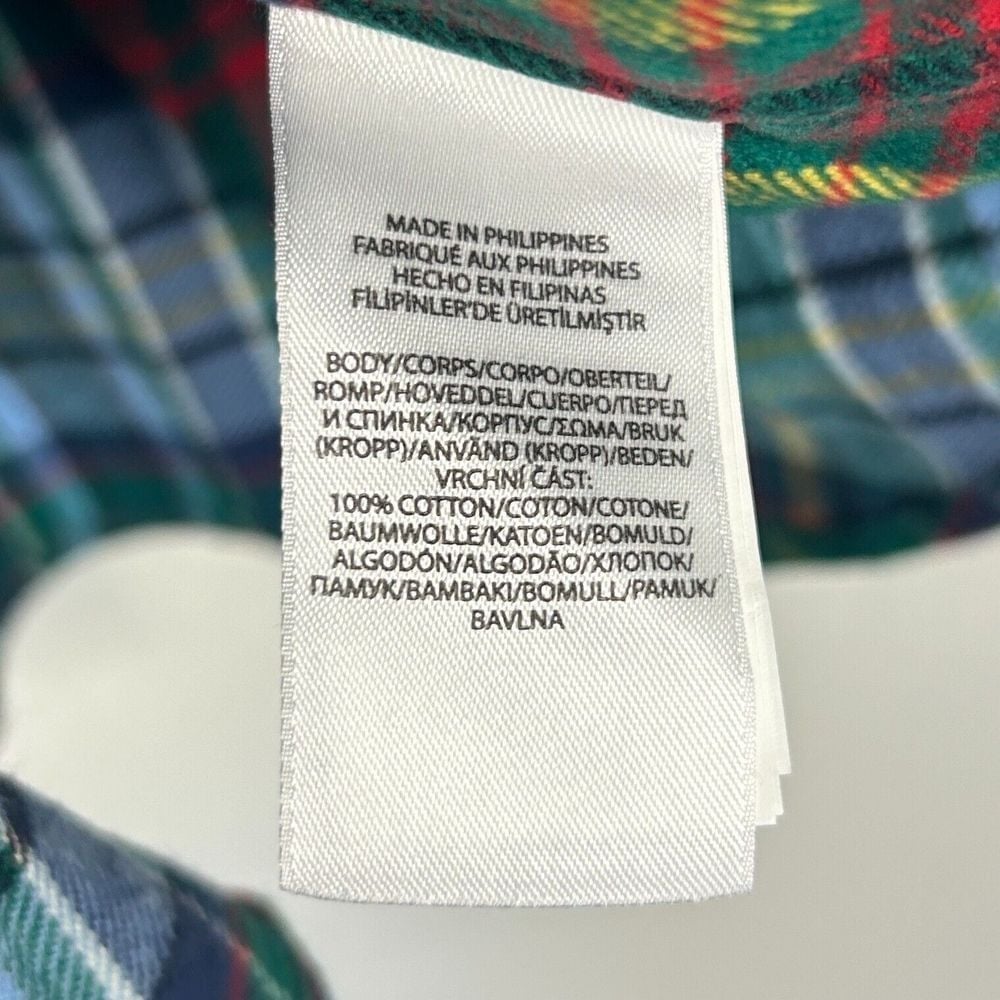 MADE IN PHILIPPINES
FABRIQUÉ AUX PHILIPPINES
HECHO EN FILIPINAS
FİLİPİNLER'DE ÜRETİLMİŞTİR
BODY/CORPS/CORPO/OBERTEIL/
ROMP/HOVEDDEL/CUERPO/ПЕРЕД
И СПИНКА/КОРПУС/ΣΩΜΑ/BRUK
(KROPP)/ANVÄND (KROPP)/BEDEN/
VRCHNÍ ČÁST:
100% COTTON/COTON/COTONE/
BAUMWOLLE/KATOEN/BOMULD/
ALGODÓN/ALGODÃO/ХЛОПОК/
ПАМУК/BAMBAKI/BOMULL/PAMUK/
BAVLNA